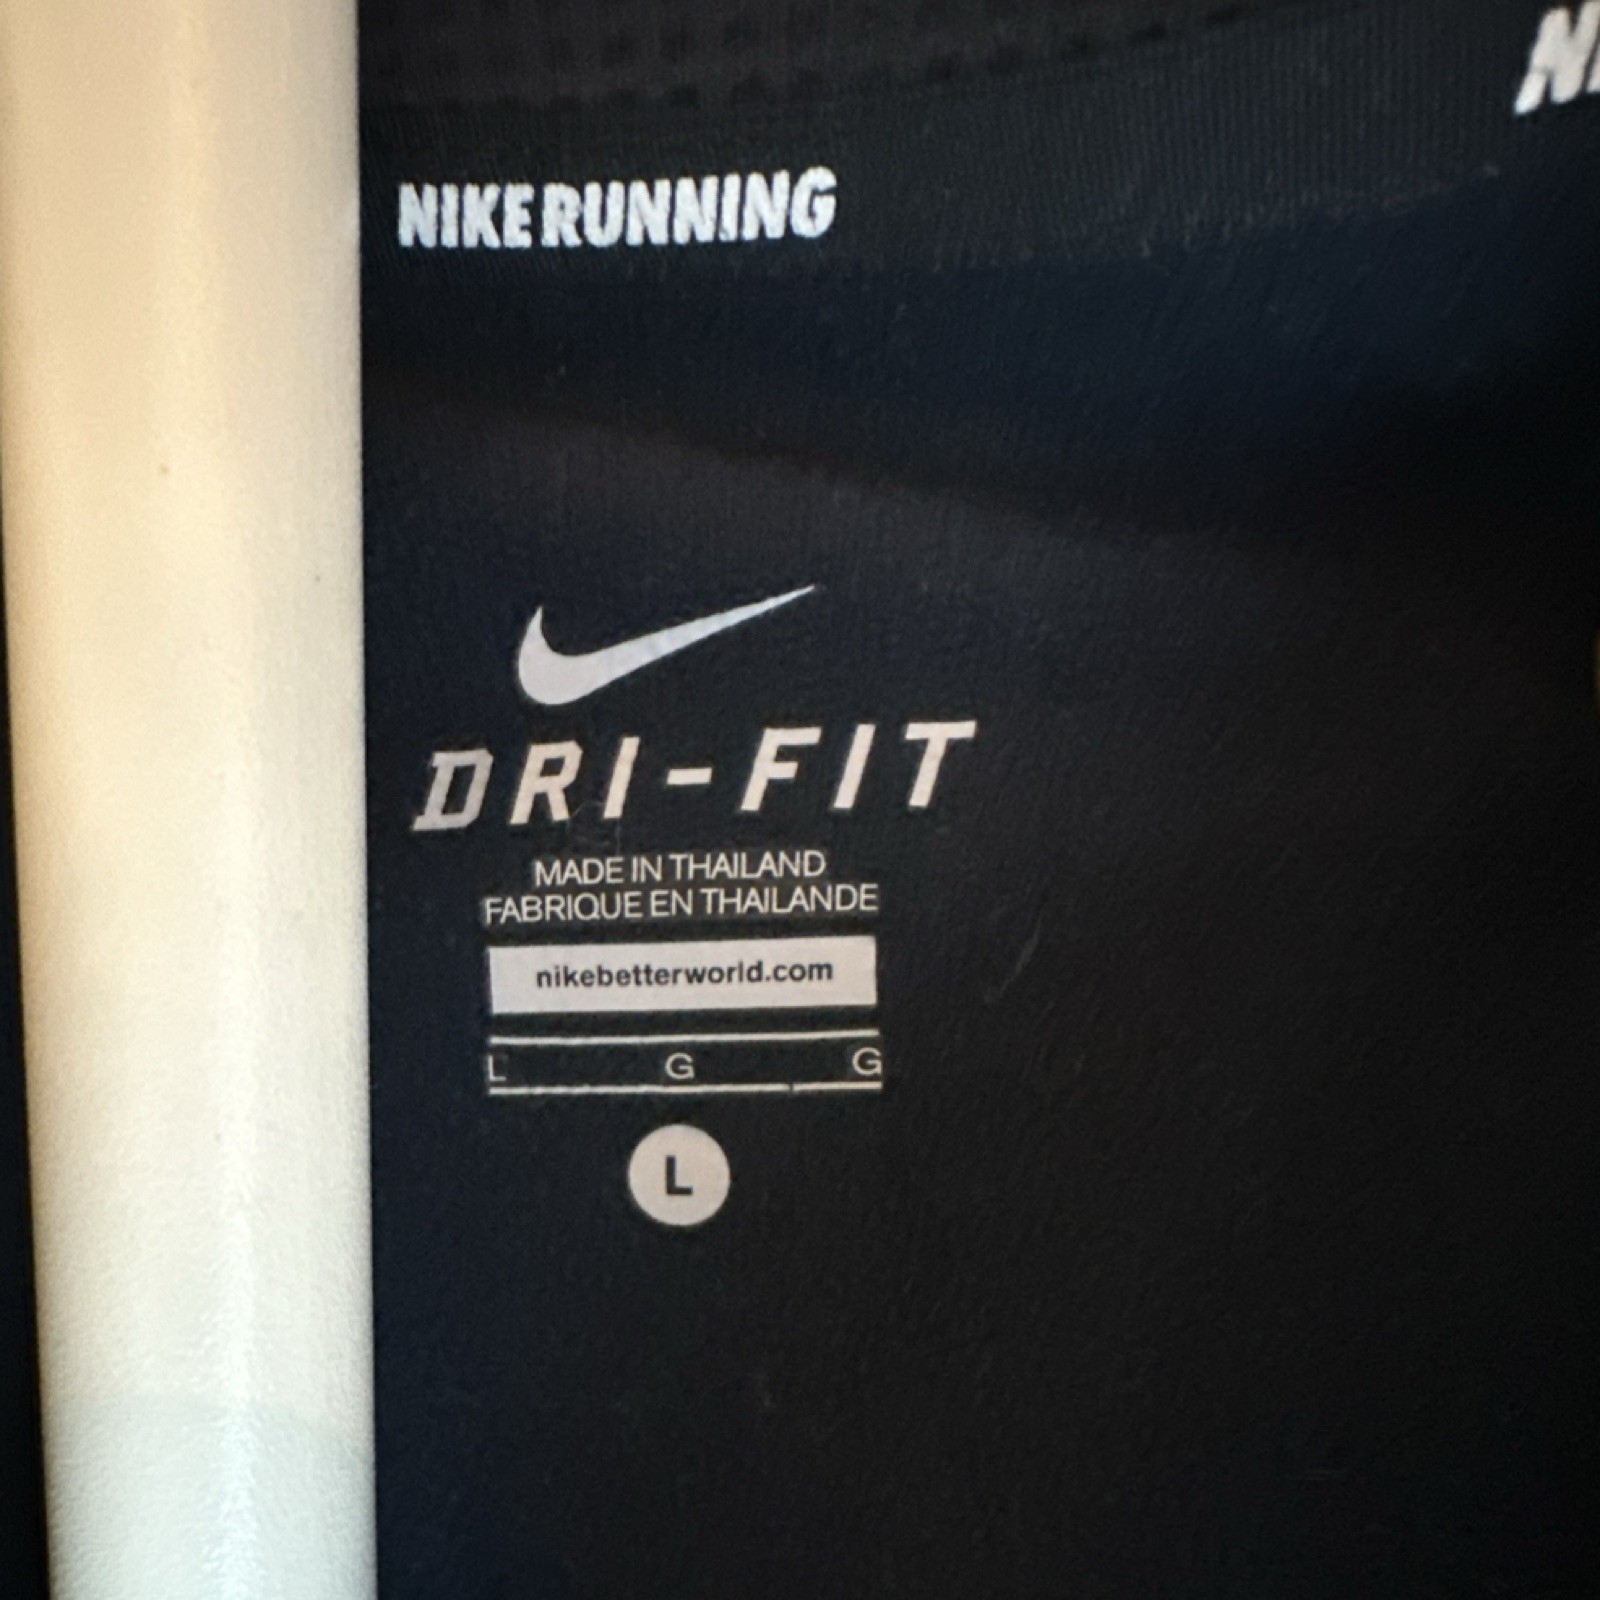 NIKE RUNNING
DRI-FIT
MADE IN THAILAND
FABRIQUE EN THAILANDE
nikebetterworld.com
L G G
L